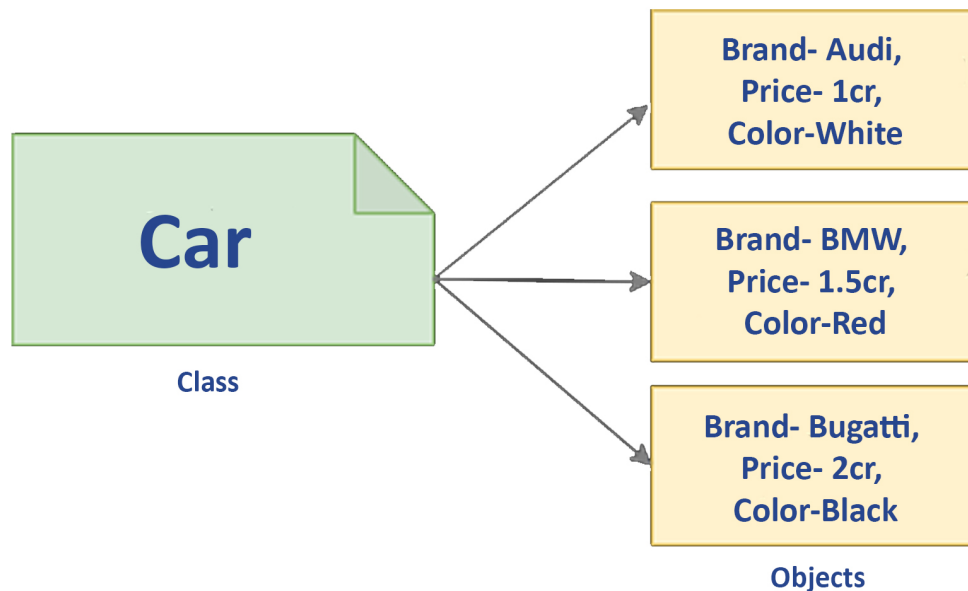 Car
Class
Brand- Audi,
Price- 1cr,
Color-White
Brand- BMW,
Price- 1.5cr,
Color-Red
Brand- Bugatti,
Price- 2cr,
Color-Black
Objects